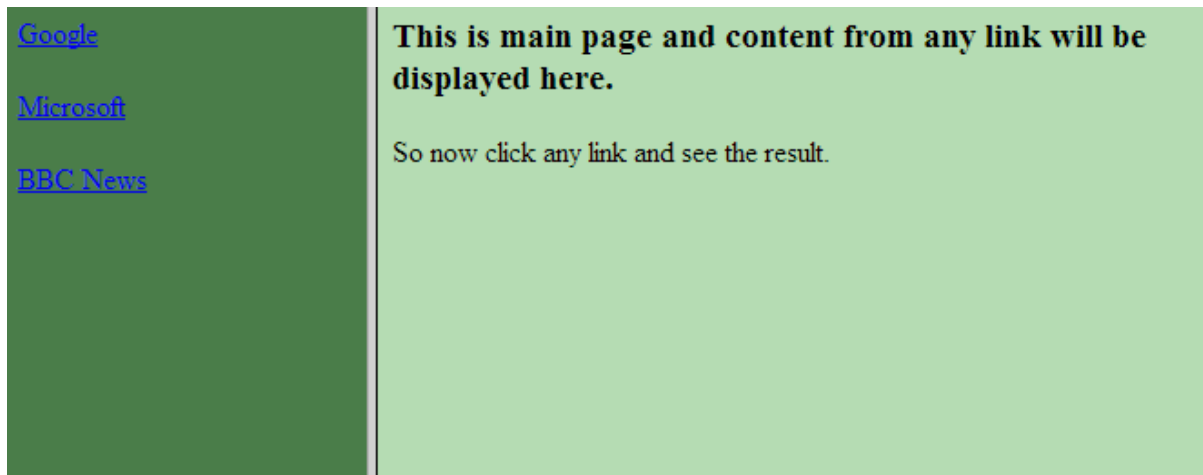 Google
Microsoft
BBC News
This is main page and content from any link will be
displayed here.
So now click any link and see the result.